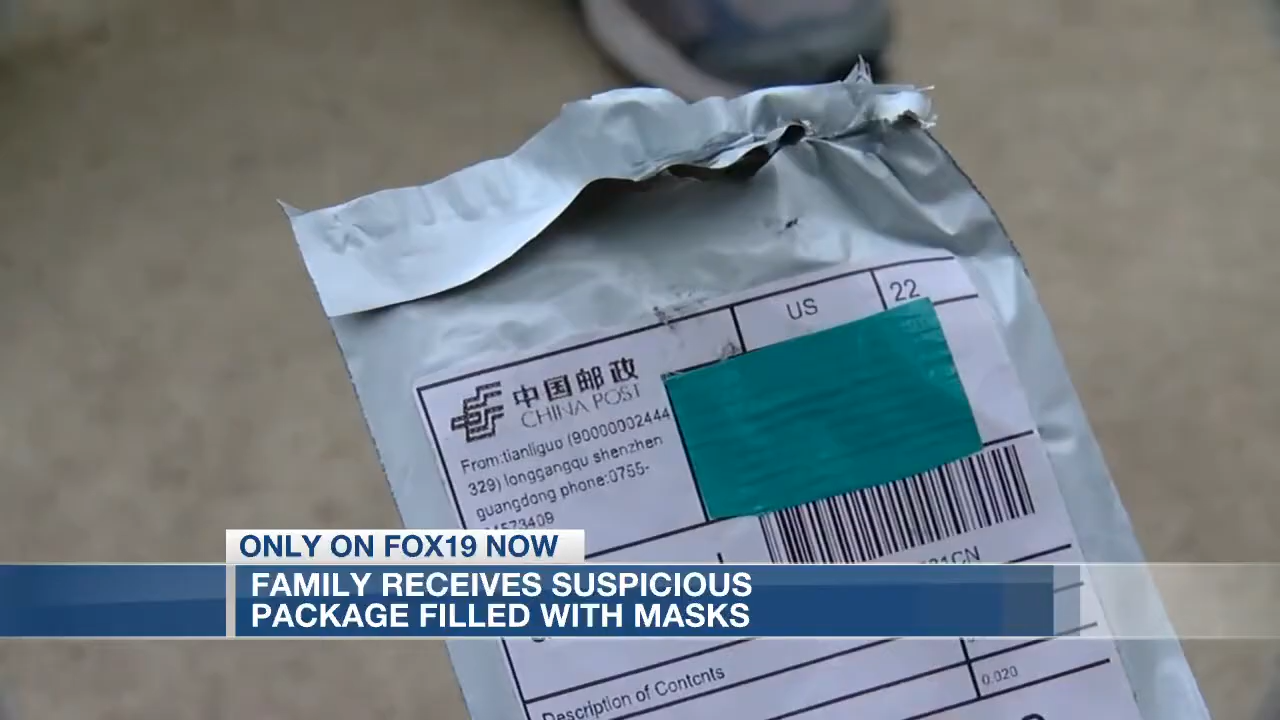 US
22
中国邮政
CHINA POST
From:tianliguo (90000002444
329) longgangqu shenzhen
guangdong phone:0755-
ONLY ON FOX19 NOW
FAMILY RECEIVES SUSPICIOUS
PACKAGE FILLED WITH MASKS
Description of Contents
0.020